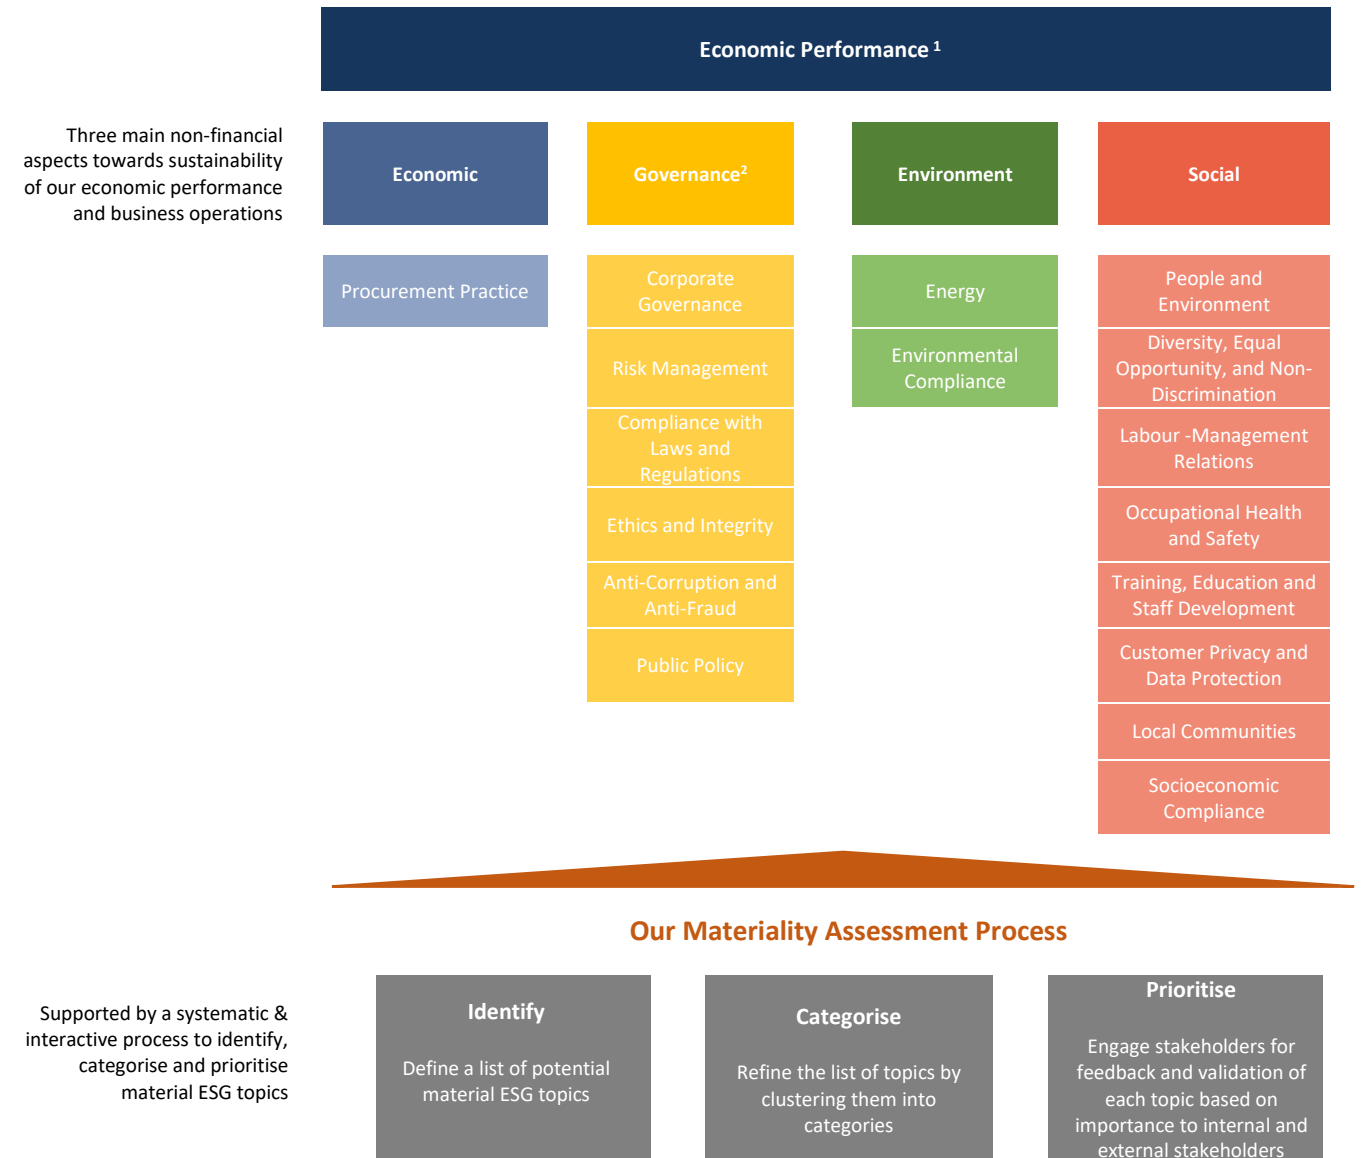 Economic Performance 1
Three main non-financial
aspects towards sustainability
of our economic performance
and business operations
Economic
Governance2
Environment
Social
Procurement Practice
Corporate
Governance
Risk Management
Compliance with
Laws and
Regulations
Ethics and Integrity
Anti-Corruption and
Anti-Fraud
Public Policy
Energy
Environmental
Compliance
People and
Environment
Diversity, Equal
Opportunity, and Non-
Discrimination
Labour -Management
Relations
Occupational Health
and Safety
Training, Education and
Staff Development
Customer Privacy and
Data Protection
Local Communities
Socioeconomic
Compliance
Our Materiality Assessment Process
Supported by a systematic &
interactive process to identify,
categorise and prioritise
material ESG topics
Identify
Define a list of potential
material ESG topics
Categorise
Refine the list of topics by
clustering them into
categories
Prioritise
Engage stakeholders for
feedback and validation of
each topic based on
importance to internal and
external stakeholders